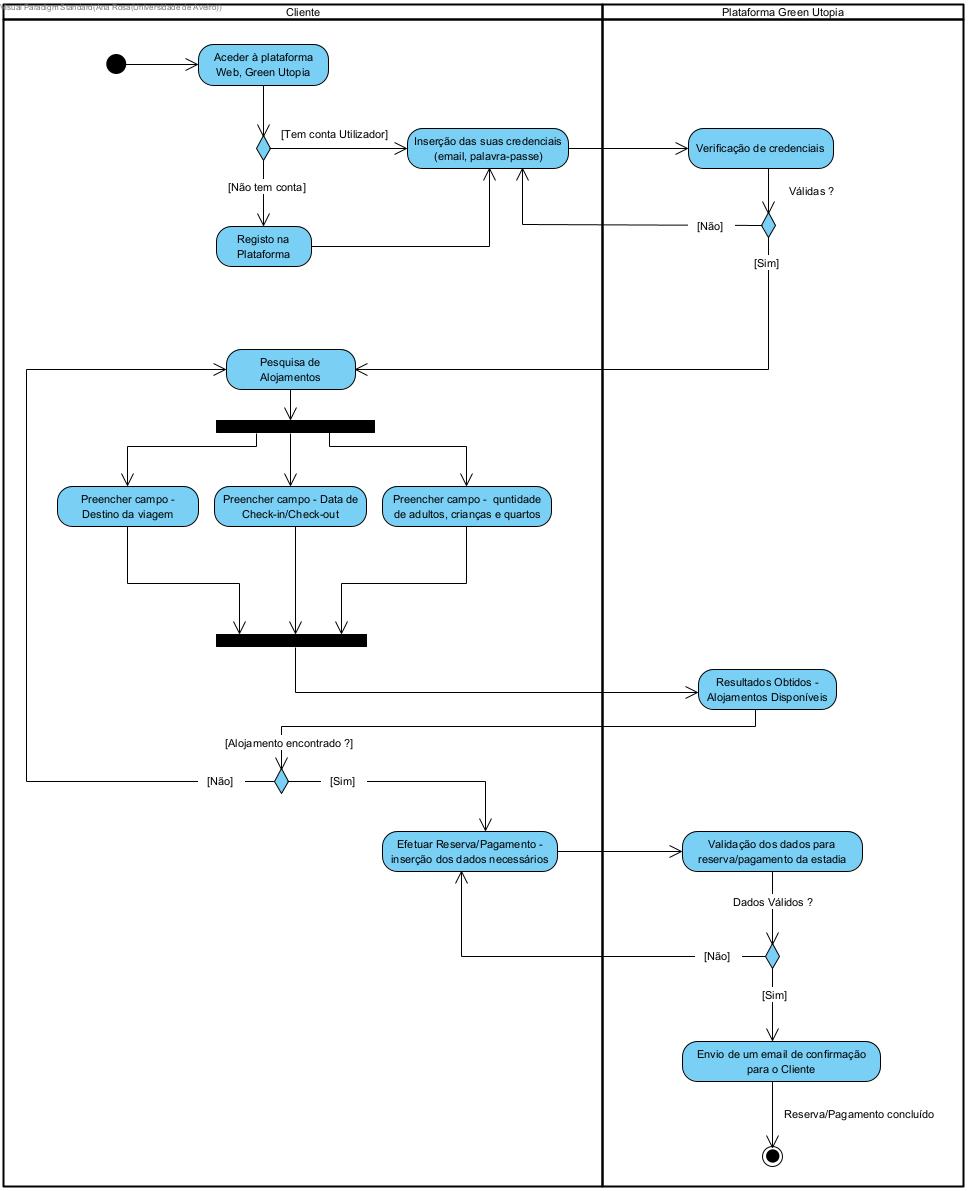 Visual Paradigm Standard(Ana Rosa(Universidade de Aveiro))
Cliente
Plataforma Green Utopia
Aceder à plataforma
Web, Green Utopia
[Tem conta Utilizador]
Inserção das suas credenciais
(email, palavra-passe)
Verificação de credenciais
[Não tem conta]
Válidas ?
Registo na
Plataforma
[Não]
[Sim]
Pesquisa de
Alojamentos
Preencher campo -
Destino da viagem
Preencher campo - Data de
Check-in/Check-out
Preencher campo - quntidade
de adultos, crianças e quartos
Resultados Obtidos -
Alojamentos Disponíveis
[Alojamento encontrado ?]
[Não]
[Sim]
Efetuar Reserva/Pagamento -
inserção dos dados necessários
Validação dos dados para
reserva/pagamento da estadia
Dados Válidos ?
[Não]
[Sim]
Envio de um email de confirmação
para o Cliente
Reserva/Pagamento concluído